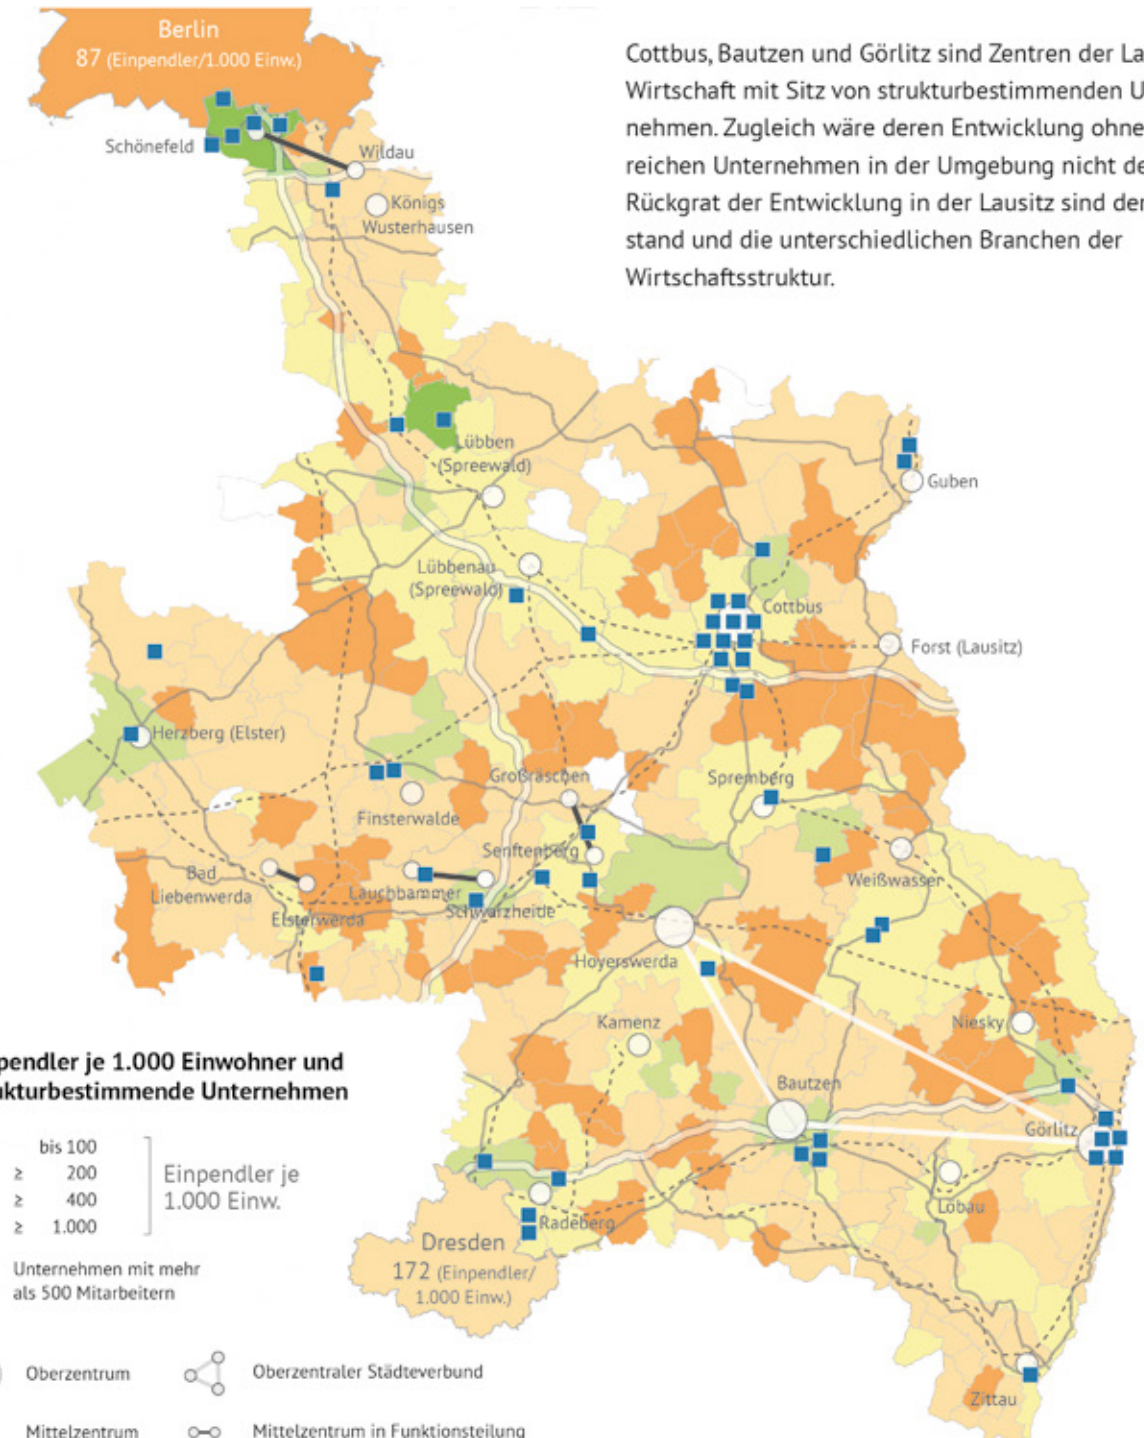 Berlin
87 (Einpendler/1.000 Einw.)
Cottbus, Bautzen und Görlitz sind Zentren der La
Wirtschaft mit Sitz von strukturbestimmenden U
nehmen. Zugleich wäre deren Entwicklung ohne
reichen Unternehmen in der Umgebung nicht de
Rückgrat der Entwicklung in der Lausitz sind der
stand und die unterschiedlichen Branchen der
Wirtschaftsstruktur.
Schönefeld
Wildau
Königs
Wusterhausen
Lübben
(Spreewald)
Guben
Lübbenau
(Spreewald)
Cottbus
Forst (Lausitz)
Herzberg (Elster)
Großräschen
Spremberg
Finsterwalde
Senftenberg
Bad
Liebenwerda
Lauchhammer
Weißwasser
Elsterwerda
Schwarzheide
Hoyerswerda
Kamenz
Niesky
Bautzen
Görlitz
Löbau
Radeberg
Dresden
172 (Einpendler/
1.000 Einw.)
Zittau
pendler je 1.000 Einwohner und
ukturbestimmende Unternehmen
bis 100
≥ 200
≥ 400
≥ 1.000
Einpendler je
1.000 Einw.
Unternehmen mit mehr
als 500 Mitarbeitern
Oberzentrum
Oberzentraler Städteverbund
Mittelzentrum
Mittelzentrum in Funktionsteilung